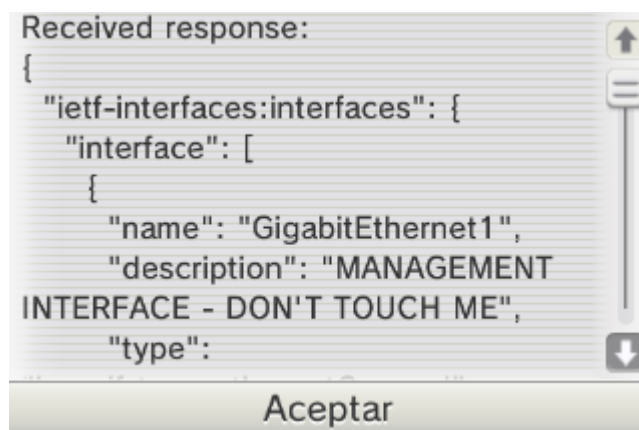 Received response:
{
"ietf-interfaces:interfaces": {
"interface": [
{
"name": "GigabitEthernet1",
"description": "MANAGEMENT
INTERFACE - DON'T TOUCH ME",
"type":
Aceptar